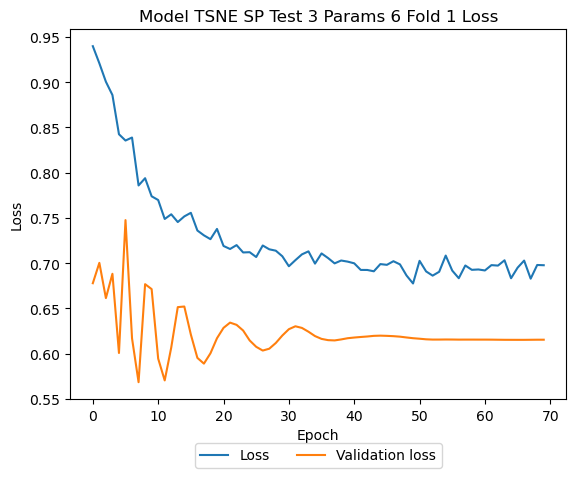 Model TSNE SP Test 3 Params 6 Fold 1 Loss
0.95
0.90
0.85
0.80
0.75
0.70
0.65
0.60
0.55
Loss
0 10 20 30 40 50 60 70
Epoch
Loss Validation loss